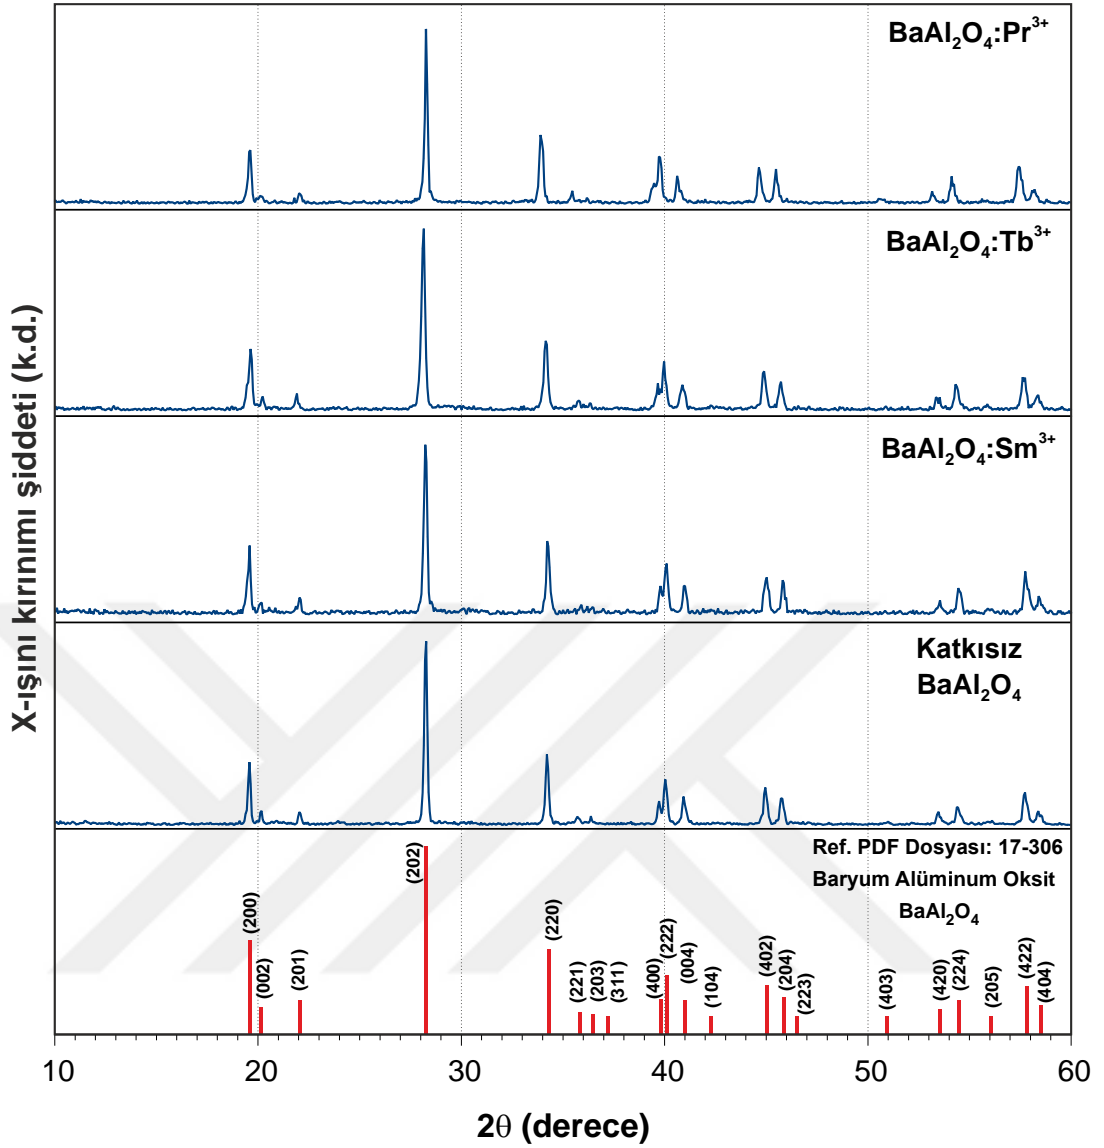 BaAl₂O₄:Pr³⁺
BaAl₂O₄:Tb³⁺
BaAl₂O₄:Sm³⁺
Katkısız
BaAl₂O₄
Ref. PDF Dosyası: 17-306
Baryum Alüminum Oksit
BaAl₂O₄
(200)
(002)
(201)
(202)
(220)
(221)
(203)
(311)
(400)
(222)
(004)
(104)
(402)
(204)
(223)
(403)
(420)
(224)
(205)
(422)
(404)
X-ışını kırınımı şiddeti (k.d.)
10 20 30 40 50 60
2θ (derece)